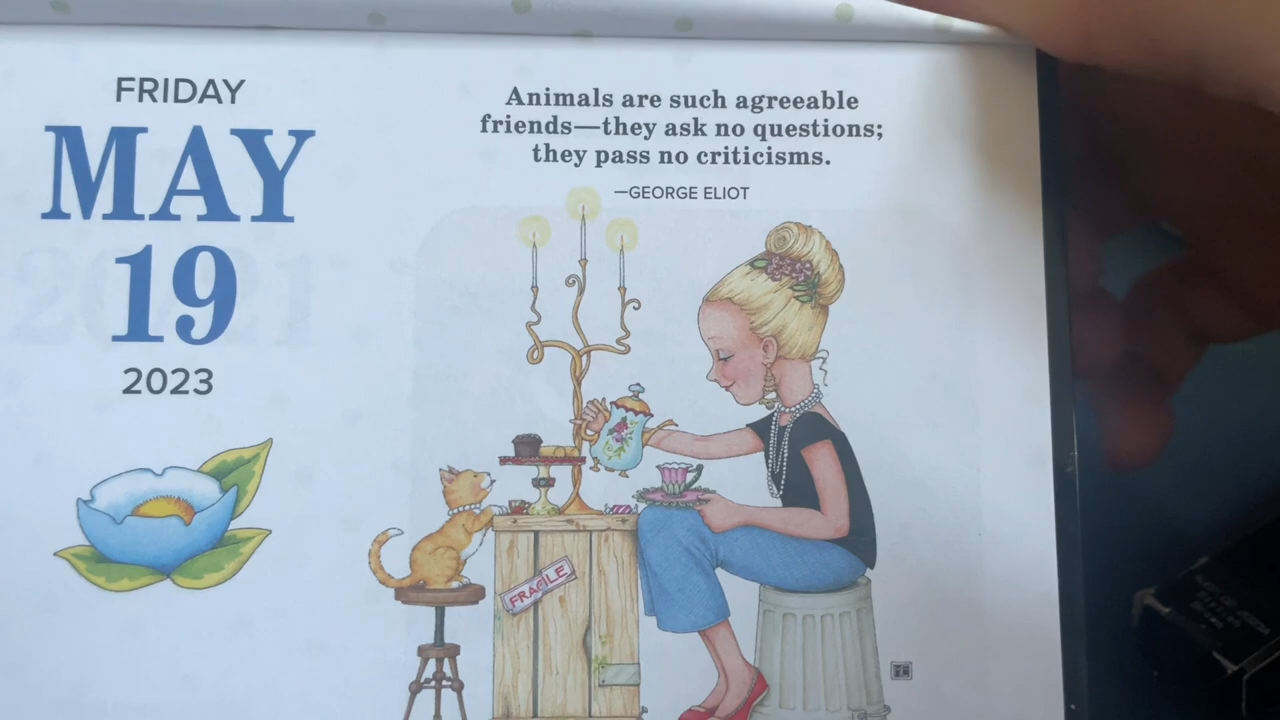 FRIDAY
MAY
19
2023
Animals are such agreeable
friends—they ask no questions;
they pass no criticisms.
—GEORGE ELIOT
FRAGILE